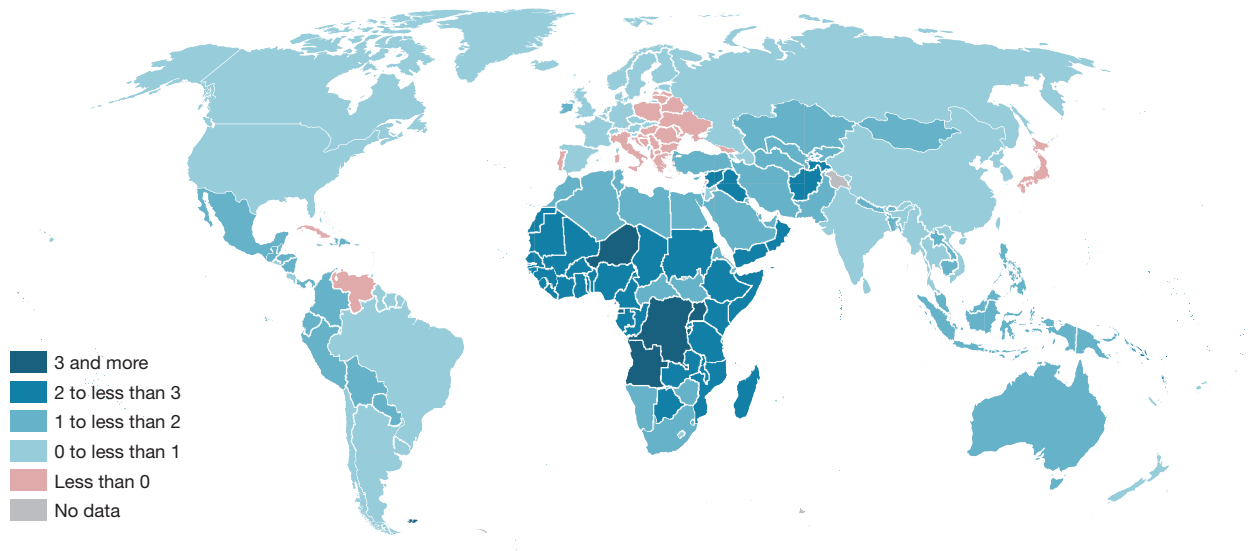 3 and more
2 to less than 3
1 to less than 2
0 to less than 1
Less than 0
No data